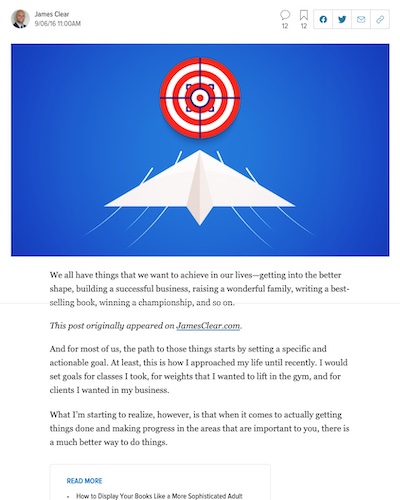 James Clear
9/06/16 11:00AM
12
12
We all have things that we want to achieve in our lives—getting into the better
shape, building a successful business, raising a wonderful family, writing a best-
selling book, winning a championship, and so on.
This post originally appeared on JamesClear.com.
And for most of us, the path to those things starts by setting a specific and
actionable goal. At least, this is how I approached my life until recently. I would
set goals for classes I took, for weights that I wanted to lift in the gym, and for
clients I wanted in my business.
What I'm starting to realize, however, is that when it comes to actually getting
things done and making progress in the areas that are important to you, there is
a much better way to do things.
READ MORE
• How to Display Your Books Like a More Sophisticated Adult